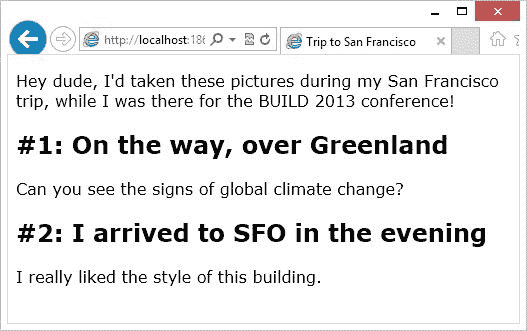 http://localhost:186
Trip to San Francisco
Hey dude, I'd taken these pictures during my San Francisco
trip, while I was there for the BUILD 2013 conference!
#1: On the way, over Greenland
Can you see the signs of global climate change?
#2: I arrived to SFO in the evening
I really liked the style of this building.